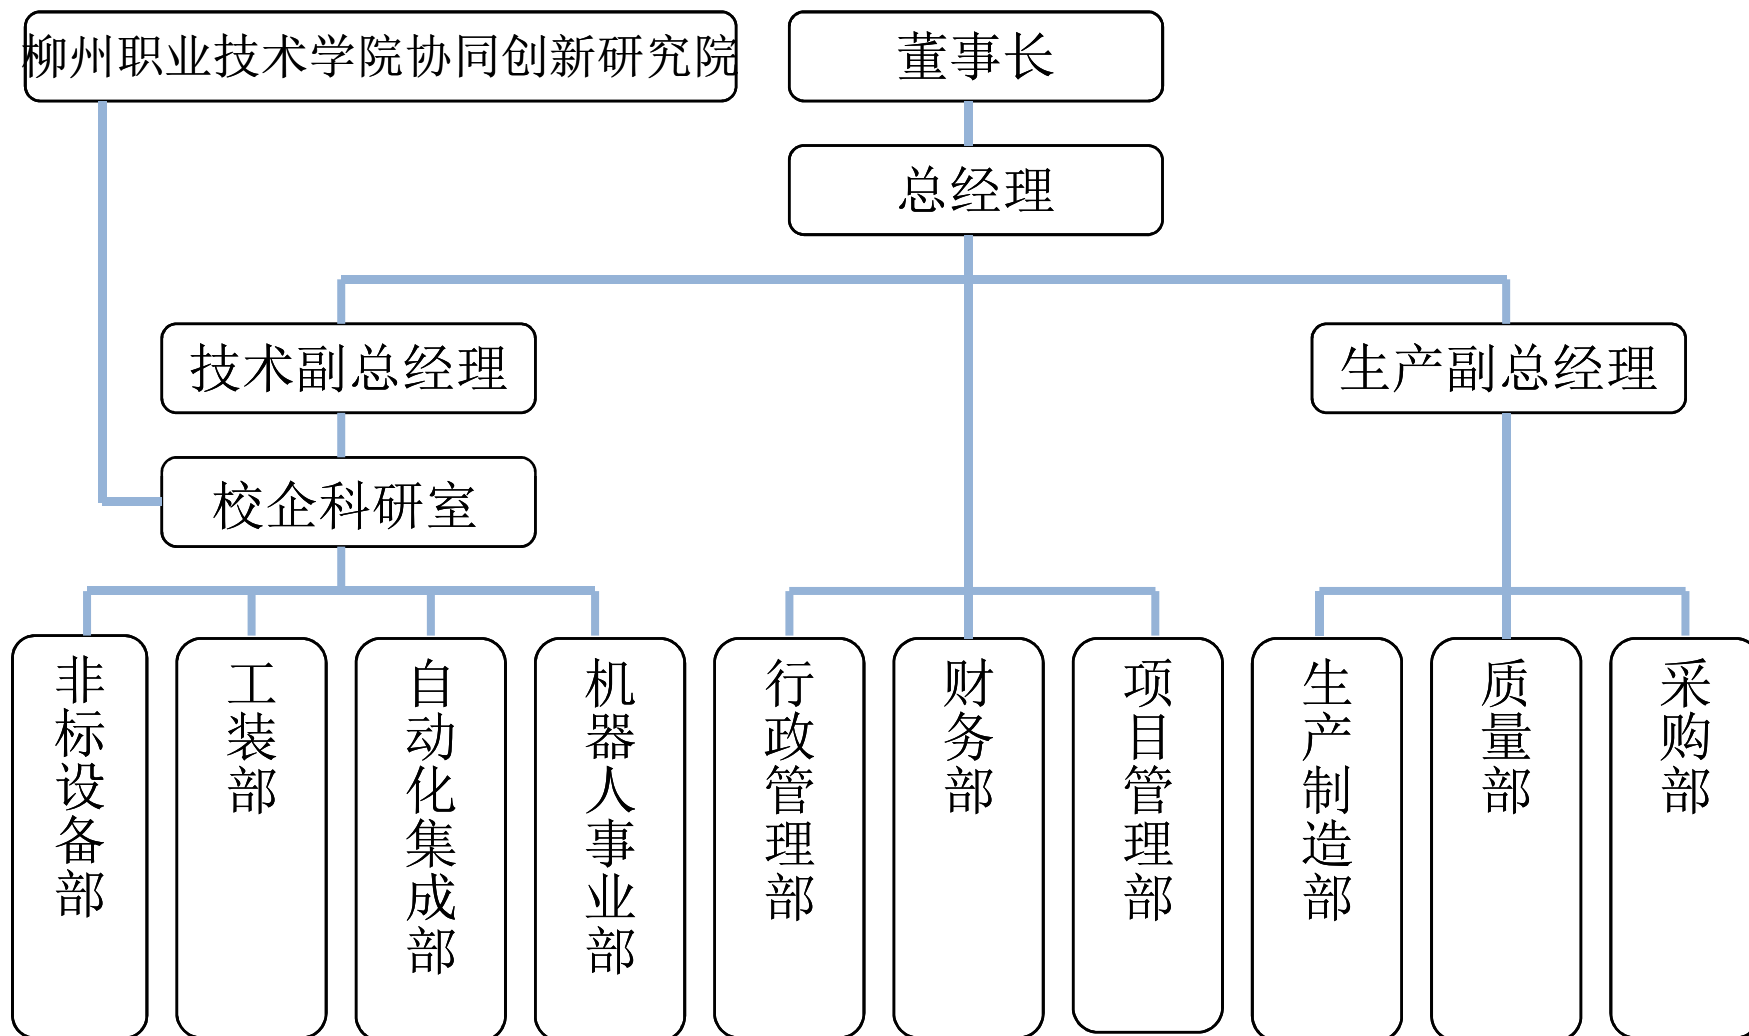 柳州职业技术学院协同创新研究院
董事长
总经理
技术副总经理
生产副总经理
校企科研室
非标设备部
工装部
自动化集成部
机器人事业部
行政管理部
财务部
项目管理部
生产制造部
质量部
采购部